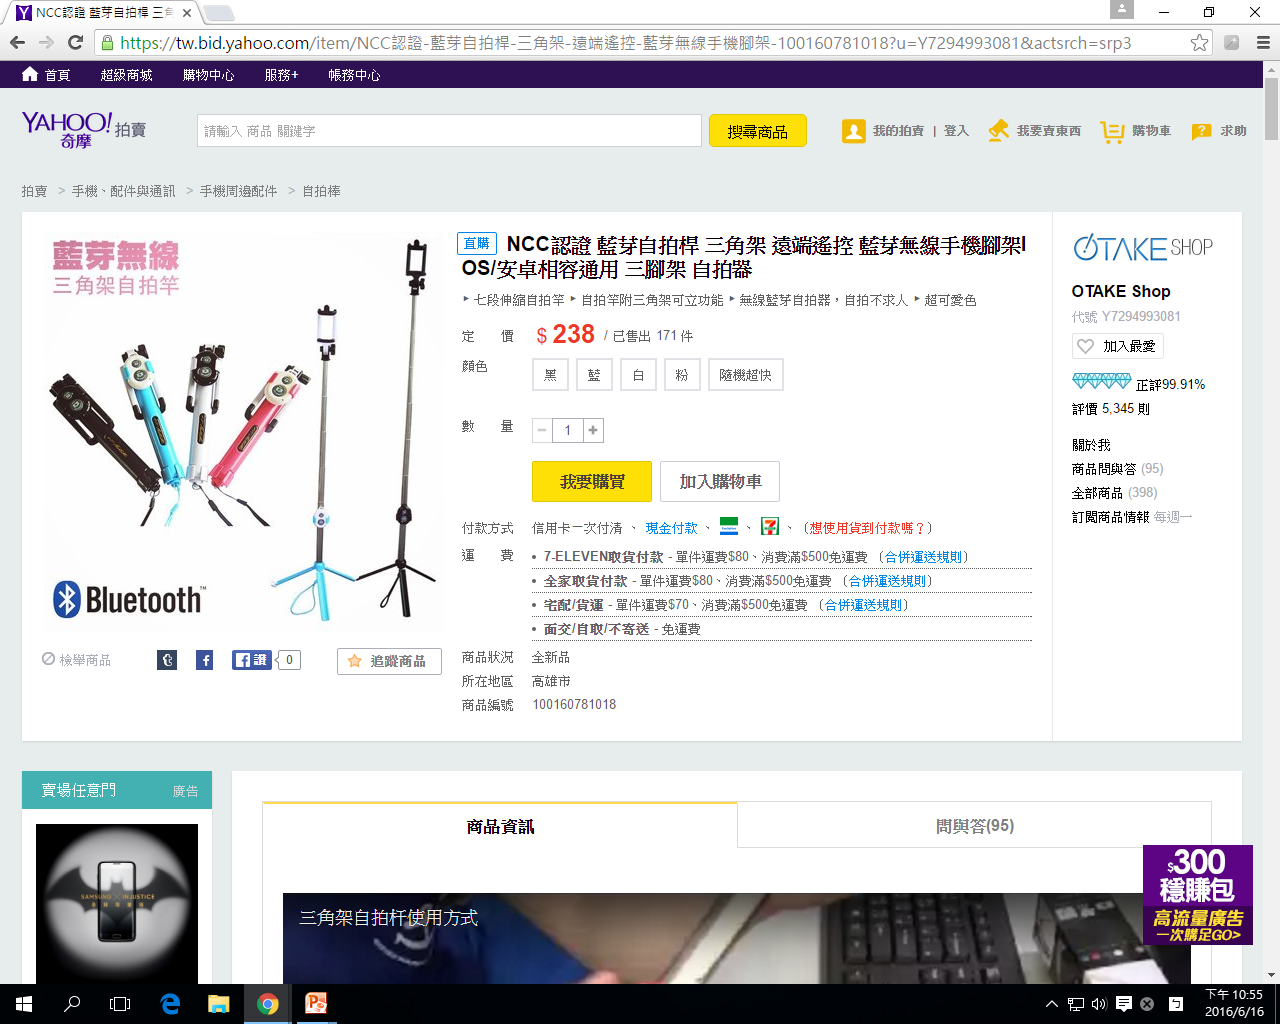 NCC認證 藍芽自拍桿 三角
https://tw.bid.yahoo.com/item/NCC認證-藍芽自拍桿-三角架-遠端遙控-藍芽無線手機腳架-100160781018?u=Y7294993081&actsrch=srp3
首頁 超級商城 購物中心 服務+ 帳務中心
YAHOO! 奇摩 拍賣
請輸入 商品 關鍵字
搜尋商品
我的拍賣 | 登入 我要賣東西 購物車 求助
拍賣 > 手機、配件與通訊 > 手機周邊配件 > 自拍棒
藍芽無線
三角架自拍竿
Bluetooth™
檢舉商品
讚 0
追蹤商品
直購 NCC認證 藍芽自拍桿 三角架 遠端遙控 藍芽無線手機腳架I
OS/安卓相容通用 三腳架 自拍器
‣ 七段伸縮自拍竿 ‣ 自拍竿附三角架可立功能 ‣ 無線藍芽自拍器，自拍不求人 ‣ 超可愛色
定 價 $ 238 / 已售出 171 件
顏色 黑 藍 白 粉 隨機超快
數 量 1
我要購買 加入購物車
付款方式 信用卡一次付清 、 現金付款 、 、 、（想使用貨到付款嗎？）
運 費 • 7-ELEVEN取貨付款 - 單件運費$80、消費滿$500免運費 （合併運送規則）
• 全家取貨付款 - 單件運費$80、消費滿$500免運費 （合併運送規則）
• 宅配/貨運 - 單件運費$70、消費滿$500免運費 （合併運送規則）
• 面交/自取/不寄送 - 免運費
商品狀況 全新品
所在地區 高雄市
商品編號 100160781018
OTAKE SHOP
OTAKE Shop
代號 Y7294993081
加入最愛
正評99.91%
評價 5,345 則
關於我
商品問與答 (95)
全部商品 (398)
訂閱商品情報 每週一
賣場任意門 廣告
SAMSUNG × INJUSTICE
商品資訊
問與答(95)
三角架自拍杆使用方式
$300
穩賺包
高流量廣告
一次購足GO>
下午 10:55
2016/6/16